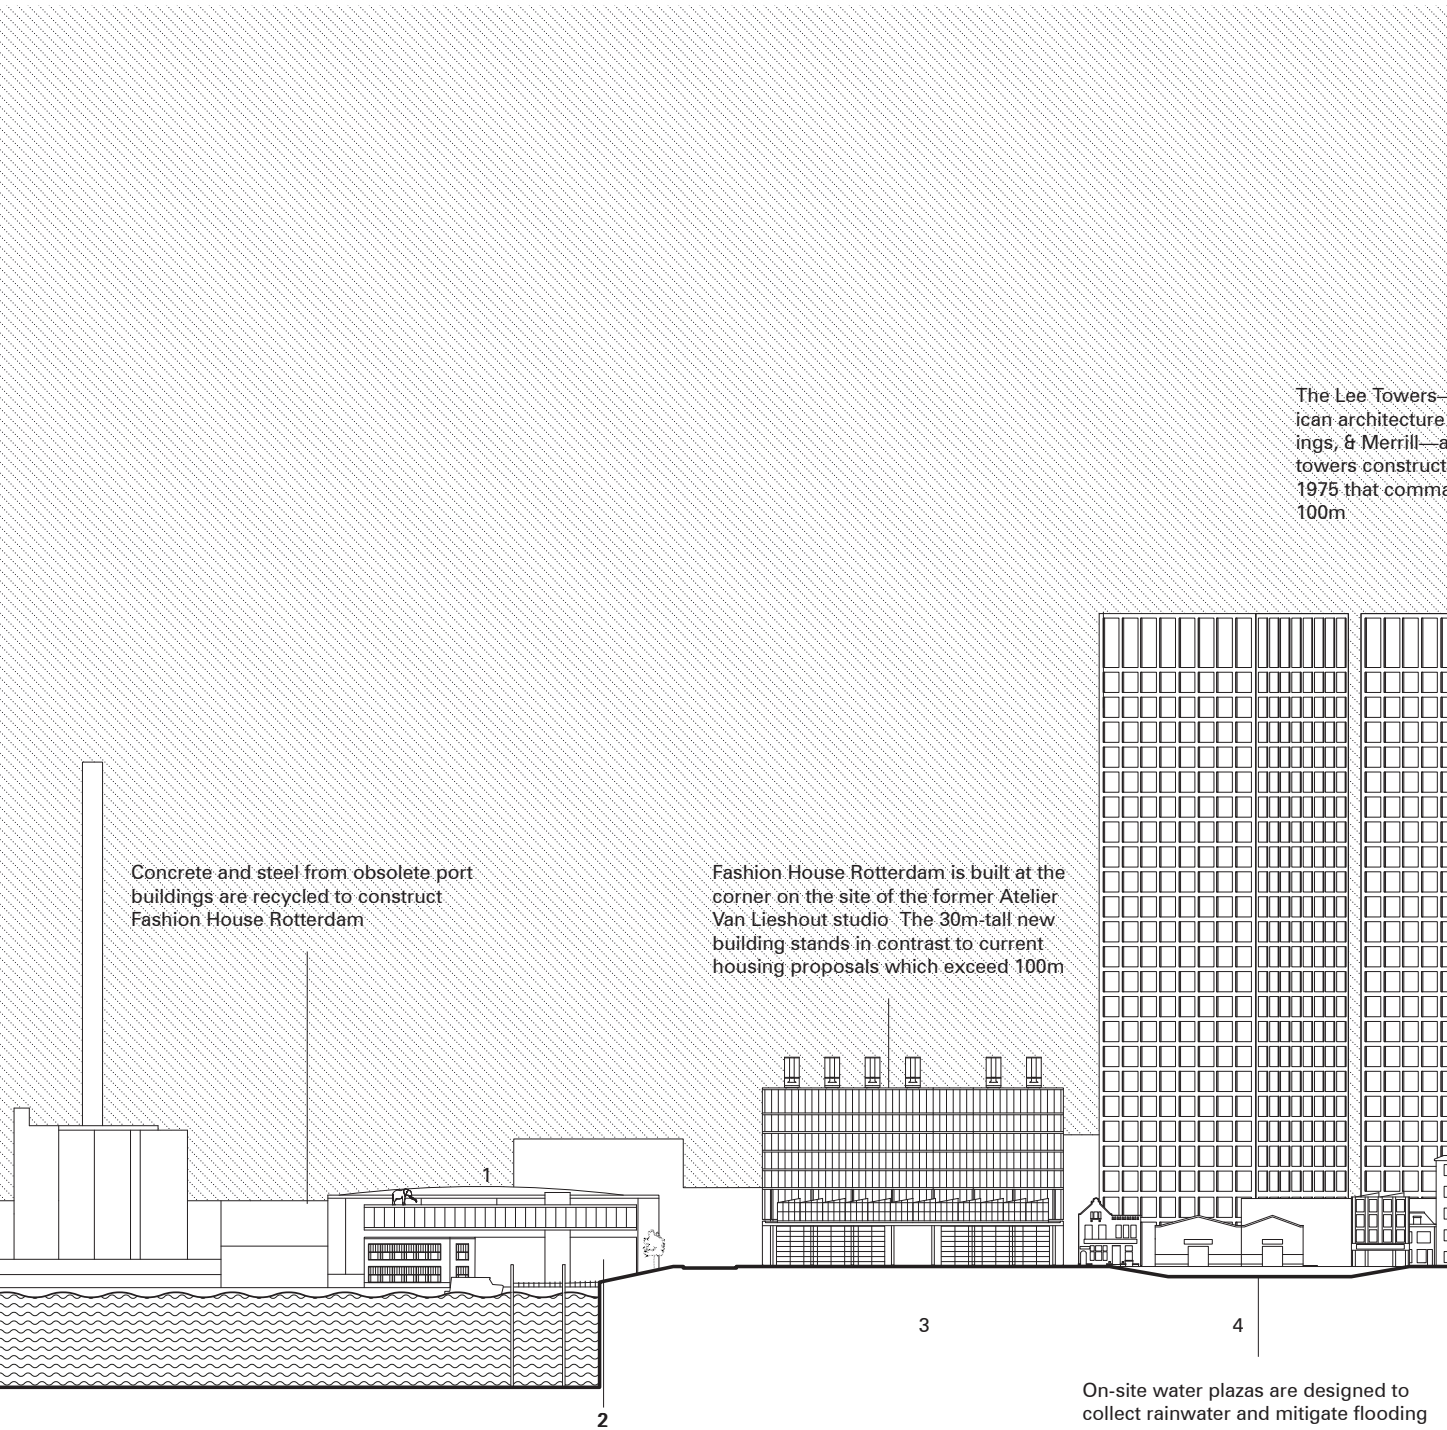 The Lee Towers—
ican architecture
ings, & Merrill—a
towers construct
1975 that comma
100m
Concrete and steel from obsolete port
buildings are recycled to construct
Fashion House Rotterdam
Fashion House Rotterdam is built at the
corner on the site of the former Atelier
Van Lieshout studio The 30m-tall new
building stands in contrast to current
housing proposals which exceed 100m
1
3
4
On-site water plazas are designed to
collect rainwater and mitigate flooding
2